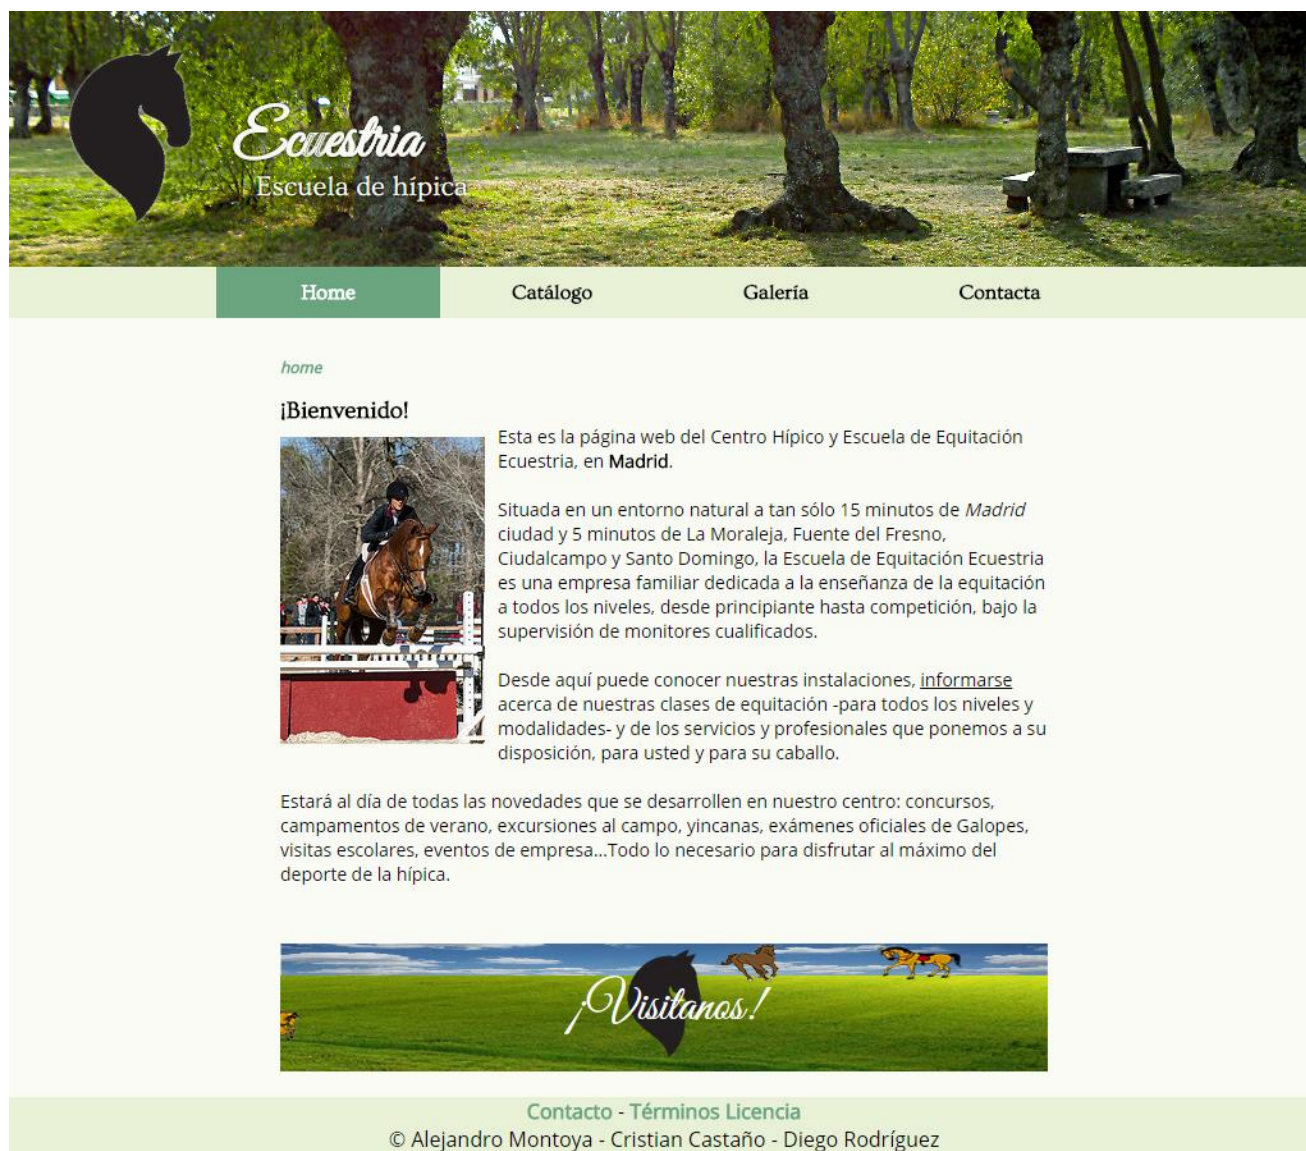 Ecuestria
Escuela de hípica
Home Catálogo Galería Contacta
home
¡Bienvenido!
Esta es la página web del Centro Hípico y Escuela de Equitación
Ecuestria, en Madrid.
Situada en un entorno natural a tan sólo 15 minutos de Madrid
ciudad y 5 minutos de La Moraleja, Fuente del Fresno,
Ciudalcampo y Santo Domingo, la Escuela de Equitación Ecuestria
es una empresa familiar dedicada a la enseñanza de la equitación
a todos los niveles, desde principiante hasta competición, bajo la
supervisión de monitores cualificados.
Desde aquí puede conocer nuestras instalaciones, informarse
acerca de nuestras clases de equitación -para todos los niveles y
modalidades- y de los servicios y profesionales que ponemos a su
disposición, para usted y para su caballo.
Estará al día de todas las novedades que se desarrollen en nuestro centro: concursos,
campamentos de verano, excursiones al campo, yincanas, exámenes oficiales de Galopes,
visitas escolares, eventos de empresa...Todo lo necesario para disfrutar al máximo del
deporte de la hípica.
¡Visitanos!
Contacto - Términos Licencia
© Alejandro Montoya - Cristian Castaño - Diego Rodríguez